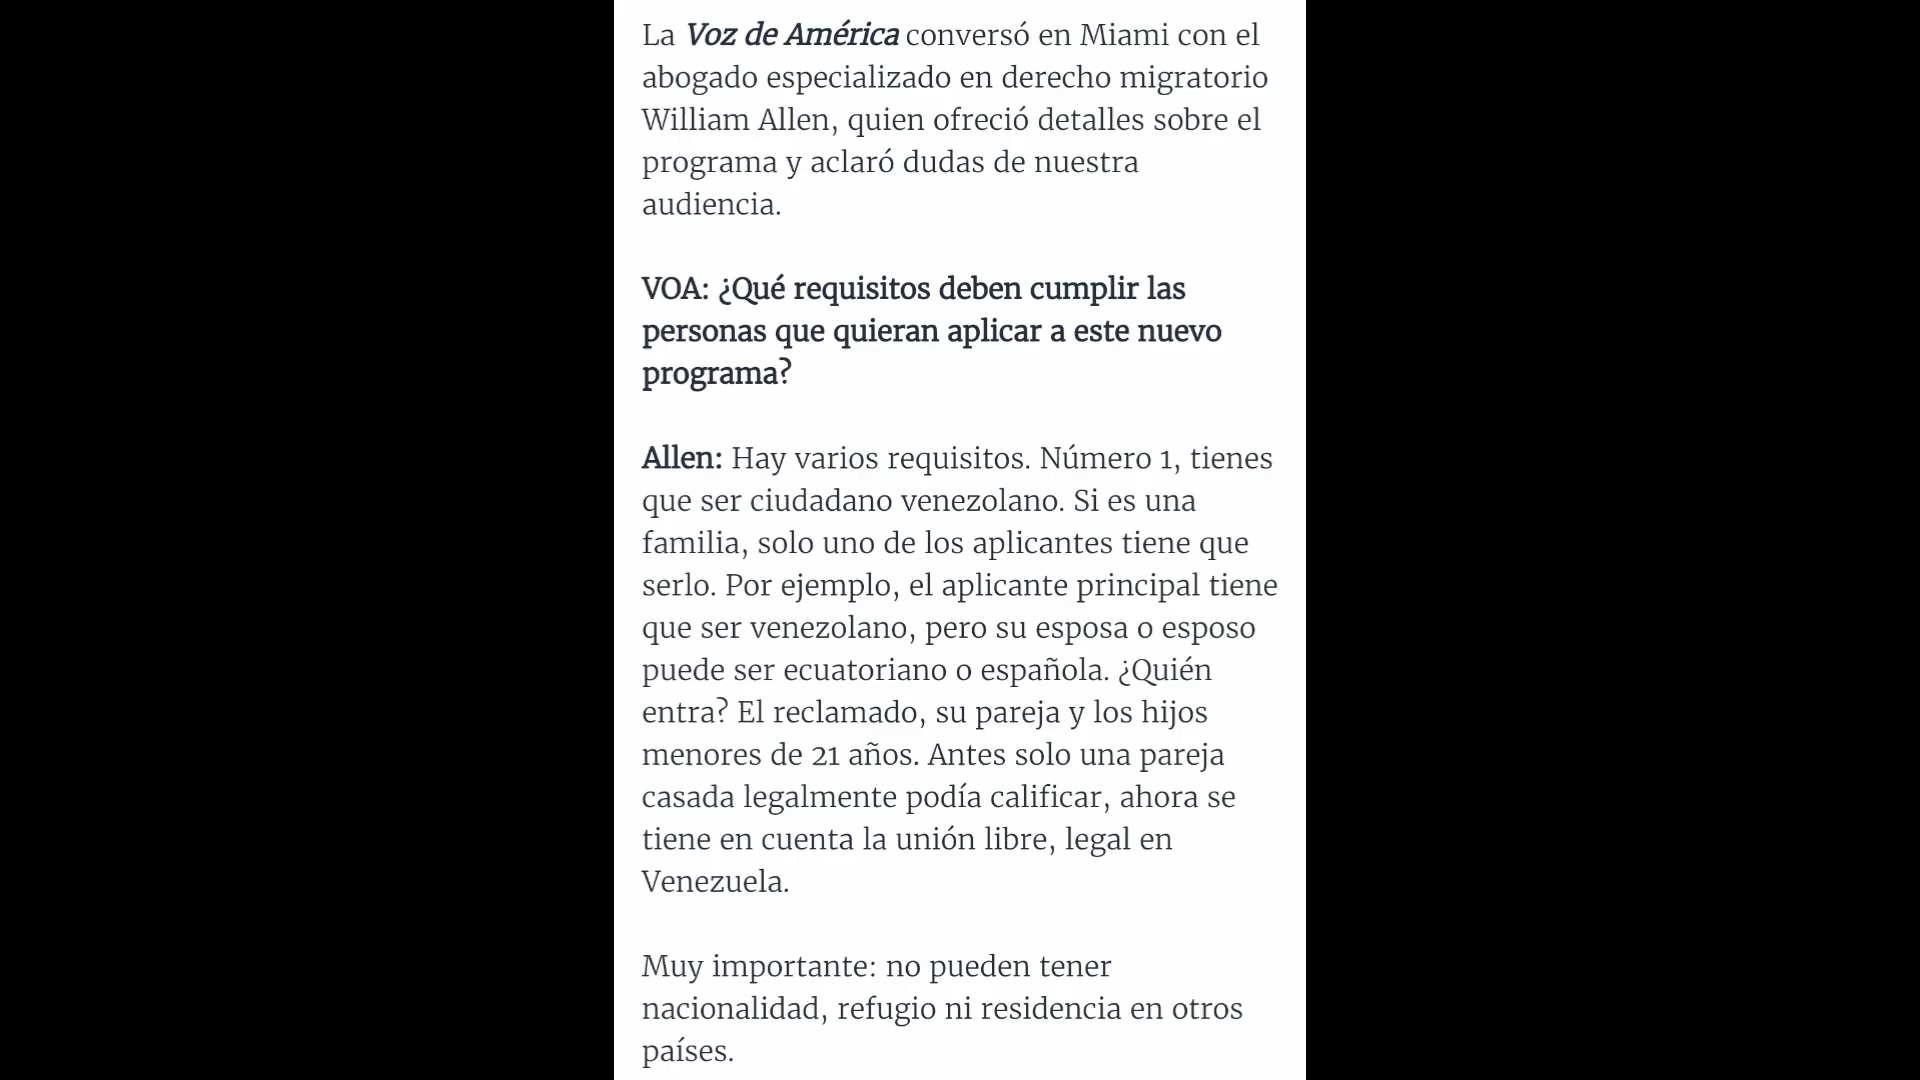 La Voz de América conversó en Miami con el
abogado especializado en derecho migratorio
William Allen, quien ofreció detalles sobre el
programa y aclaró dudas de nuestra
audiencia.
VOA: ¿Qué requisitos deben cumplir las
personas que quieran aplicar a este nuevo
programa?
Allen: Hay varios requisitos. Número 1, tienes
que ser ciudadano venezolano. Si es una
familia, solo uno de los aplicantes tiene que
serlo. Por ejemplo, el aplicante principal tiene
que ser venezolano, pero su esposa o esposo
puede ser ecuatoriano o española. ¿Quién
entra? El reclamado, su pareja y los hijos
menores de 21 años. Antes solo una pareja
casada legalmente podía calificar, ahora se
tiene en cuenta la unión libre, legal en
Venezuela.
Muy importante: no pueden tener
nacionalidad, refugio ni residencia en otros
países.